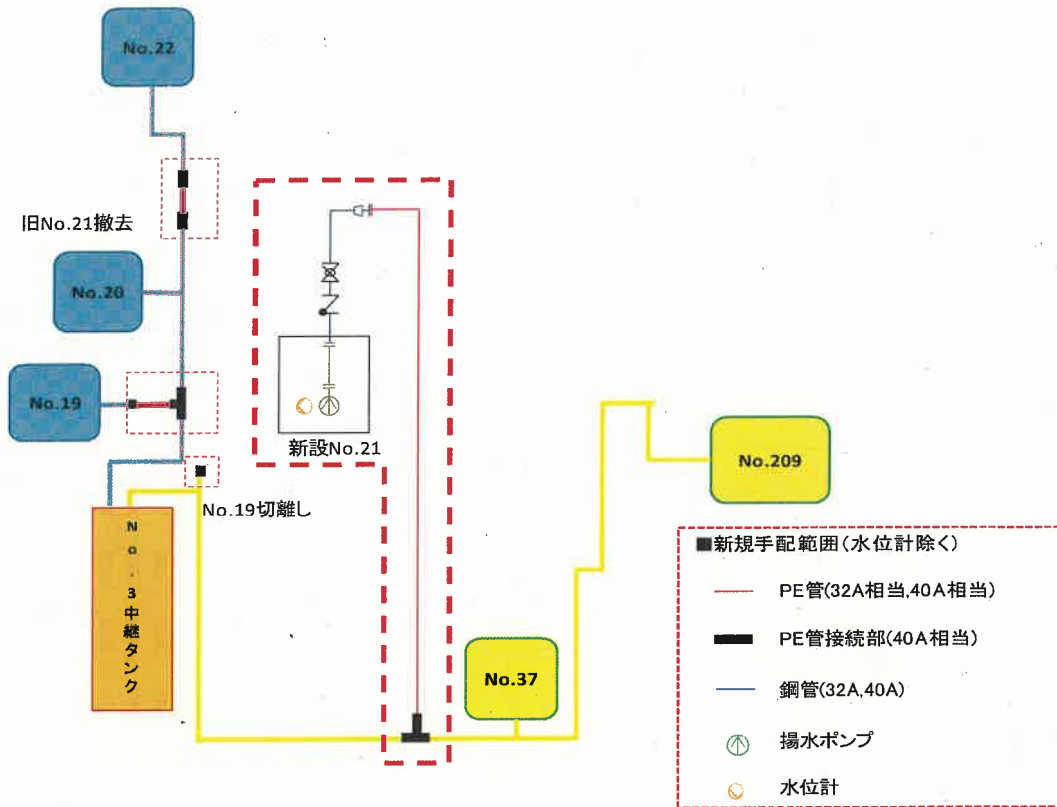 No.22
旧No.21撤去
No.20
No.19
新設No.21
No.19切離し
No.3中継タンク
No.209
No.37
■新規手配範囲(水位計除く)
PE管(32A相当,40A相当)
PE管接続部(40A相当)
鋼管(32A,40A)
揚水ポンプ
水位計